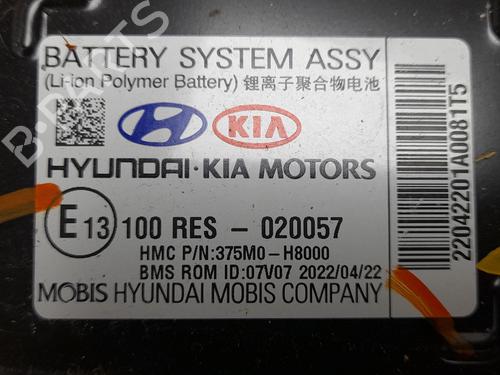 BATTERY SYSTEM ASSY
(Li-ion Polymer Battery) 锂离子聚合物电池
KIA
HYUNDAI·KIA MOTORS
E13 100 RES - 020057
HMC P/N:375M0-H8000
BMS ROM ID:07V07 2022/04/22
MOBIS HYUNDAI MOBIS COMPANY
22042201A0081T5
B-PARTS